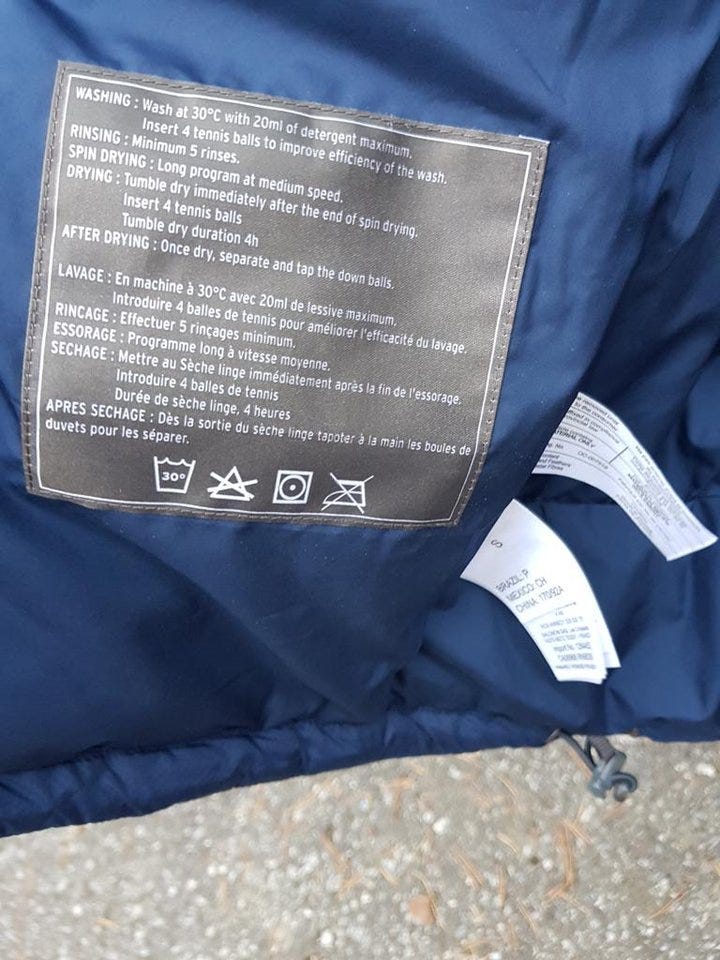 WASHING : Wash at 30°C with 20ml of detergent maximum.
Insert 4 tennis balls to improve efficiency of the wash.
RINSING : Minimum 5 rinses.
SPIN DRYING : Long program at medium speed.
DRYING : Tumble dry immediately after the end of spin drying.
Insert 4 tennis balls
Tumble dry duration 4h
AFTER DRYING : Once dry, separate and tap the down balls.
LAVAGE : En machine à 30°C avec 20ml de lessive maximum.
Introduire 4 balles de tennis pour améliorer l'efficacité du lavage.
RINCAGE : Effectuer 5 rinçages minimum.
ESSORAGE : Programme long à vitesse moyenne.
SECHAGE : Mettre au Sèche linge immédiatement après la fin de l'essorage.
Introduire 4 balles de tennis
Durée de sèche linge, 4 heures
APRES SECHAGE : Dès la sortie du sèche linge tapoter à la main les boules de
duvets pour les séparer.
30°
S
BRAZIL: P
MEXICO: CH
CHINA: 170/92A